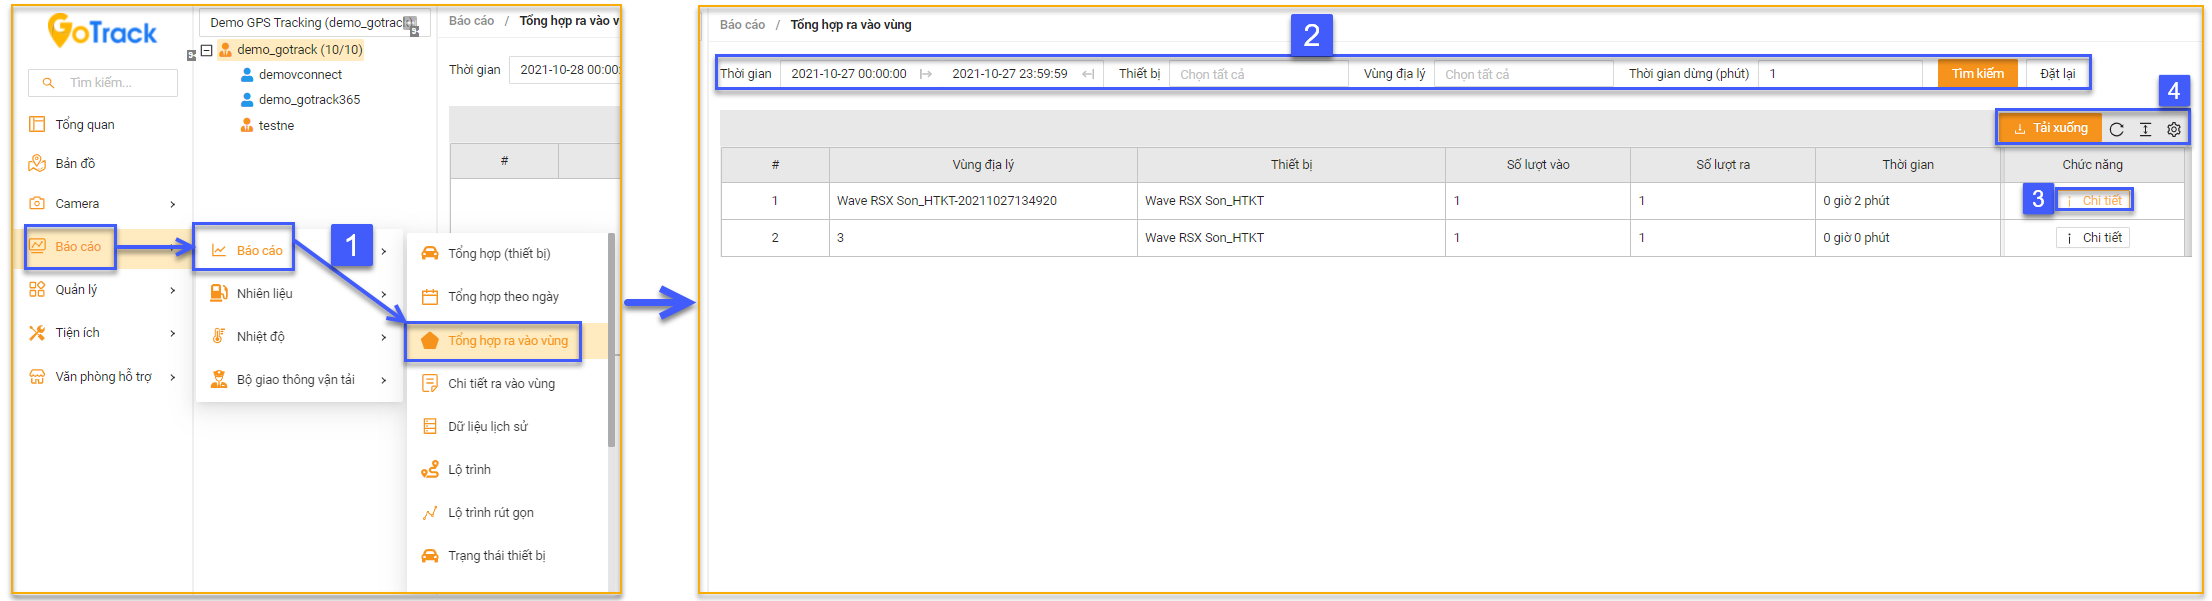 GoTrack
Tìm kiếm...
Tổng quan
Bản đồ
Camera
Báo cáo
Quản lý
Tiện ích
Văn phòng hỗ trợ
Demo GPS Tracking (demo_gotrac
demo_gotrack (10/10)
demovconnect
demo_gotrack365
testne
Báo cáo / Tổng hợp ra vào v
Thời gian 2021-10-28 00:00:
#
1
Báo cáo
Nhiên liệu
Nhiệt độ
Bộ giao thông vận tải
Tổng hợp (thiết bị)
Tổng hợp theo ngày
Tổng hợp ra vào vùng
Chi tiết ra vào vùng
Dữ liệu lịch sử
Lộ trình
Lộ trình rút gọn
Trạng thái thiết bị
Báo cáo / Tổng hợp ra vào vùng
2
Thời gian 2021-10-27 00:00:00 2021-10-27 23:59:59 Thiết bị Chọn tất cả Vùng địa lý Chọn tất cả Thời gian dừng (phút) 1 Tìm kiếm Đặt lại
4
Tải xuống
# Vùng địa lý Thiết bị Số lượt vào Số lượt ra Thời gian Chức năng
1 Wave RSX Son_HTKT-20211027134920 Wave RSX Son_HTKT 1 1 0 giờ 2 phút 3 Chi tiết
2 3 Wave RSX Son_HTKT 1 1 0 giờ 0 phút Chi tiết